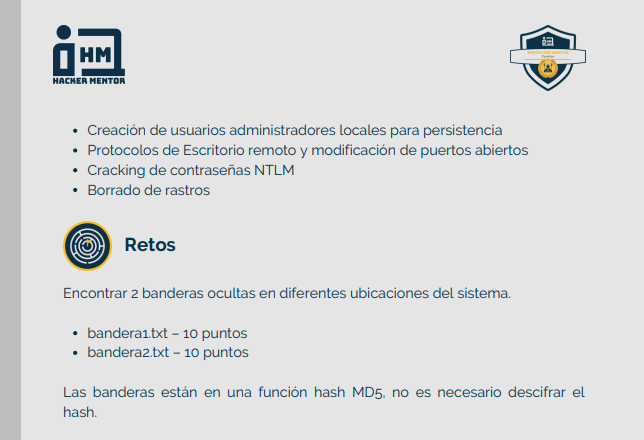 HM
HACKER MENTOR
• Creación de usuarios administradores locales para persistencia
• Protocolos de Escritorio remoto y modificación de puertos abiertos
• Cracking de contraseñas NTLM
• Borrado de rastros
Retos
Encontrar 2 banderas ocultas en diferentes ubicaciones del sistema.
• bandera1.txt – 10 puntos
• bandera2.txt – 10 puntos
Las banderas están en una función hash MD5, no es necesario descifrar el
hash.